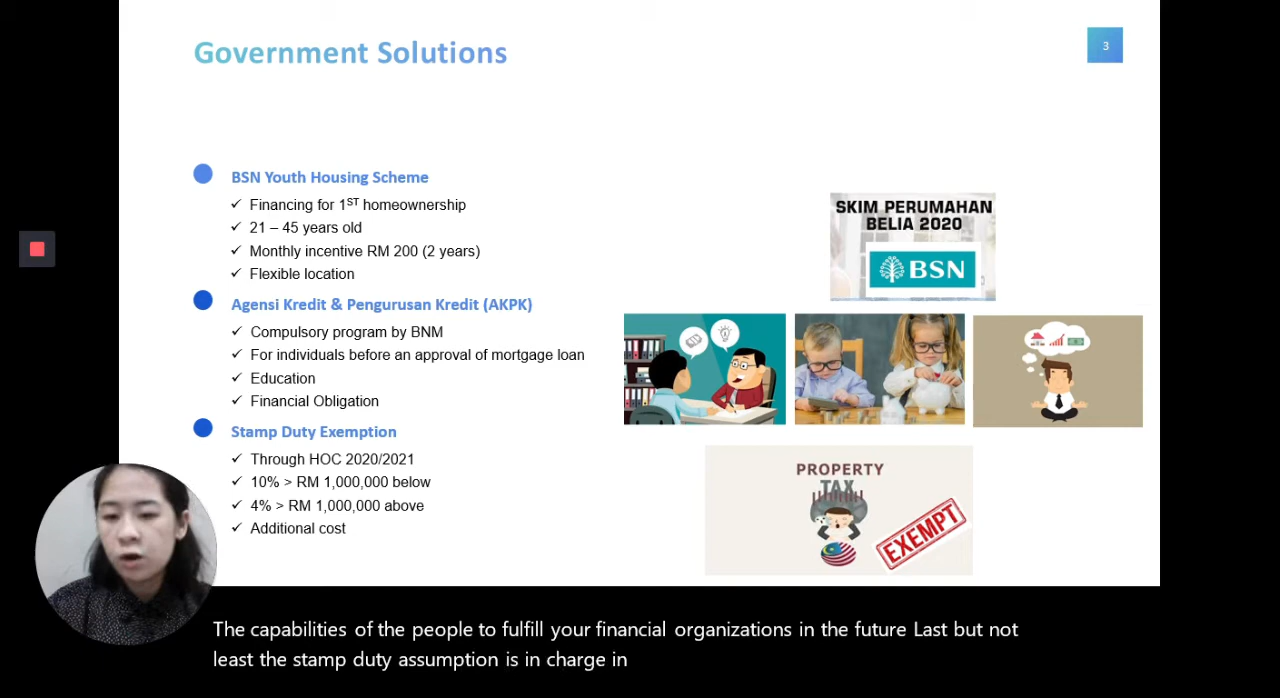 Government Solutions
3
BSN Youth Housing Scheme
✓ Financing for 1ST homeownership
✓ 21 – 45 years old
✓ Monthly incentive RM 200 (2 years)
✓ Flexible location
Agensi Kredit & Pengurusan Kredit (AKPK)
✓ Compulsory program by BNM
✓ For individuals before an approval of mortgage loan
✓ Education
✓ Financial Obligation
Stamp Duty Exemption
✓ Through HOC 2020/2021
✓ 10% > RM 1,000,000 below
✓ 4% > RM 1,000,000 above
✓ Additional cost
SKIM PERUMAHAN
BELIA 2020
BSN
PROPERTY
TAX
EXEMPT
The capabilities of the people to fulfill your financial organizations in the future Last but not
least the stamp duty assumption is in charge in